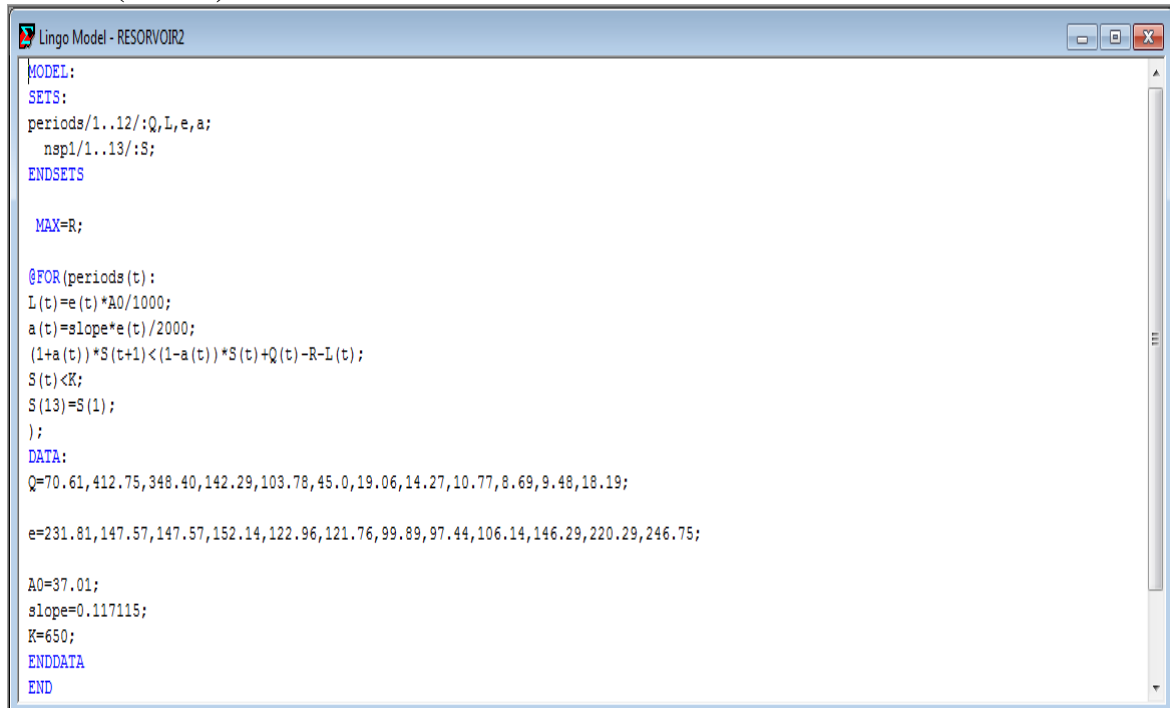 Lingo Model - RESORVOIR2
MODEL:
SETS:
periods/1..12/:Q,L,e,a;
nsp1/1..13/:S;
ENDSETS
MAX=R;
@FOR(periods(t):
L(t)=e(t)*A0/1000;
a(t)=slope*e(t)/2000;
(1+a(t))*S(t+1)<(1-a(t))*S(t)+Q(t)-R-L(t);
S(t)<K;
S(13)=S(1);
);
DATA:
Q=70.61,412.75,348.40,142.29,103.78,45.0,19.06,14.27,10.77,8.69,9.48,18.19;
e=231.81,147.57,147.57,152.14,122.96,121.76,99.89,97.44,106.14,146.29,220.29,246.75;
A0=37.01;
slope=0.117115;
K=650;
ENDDATA
END